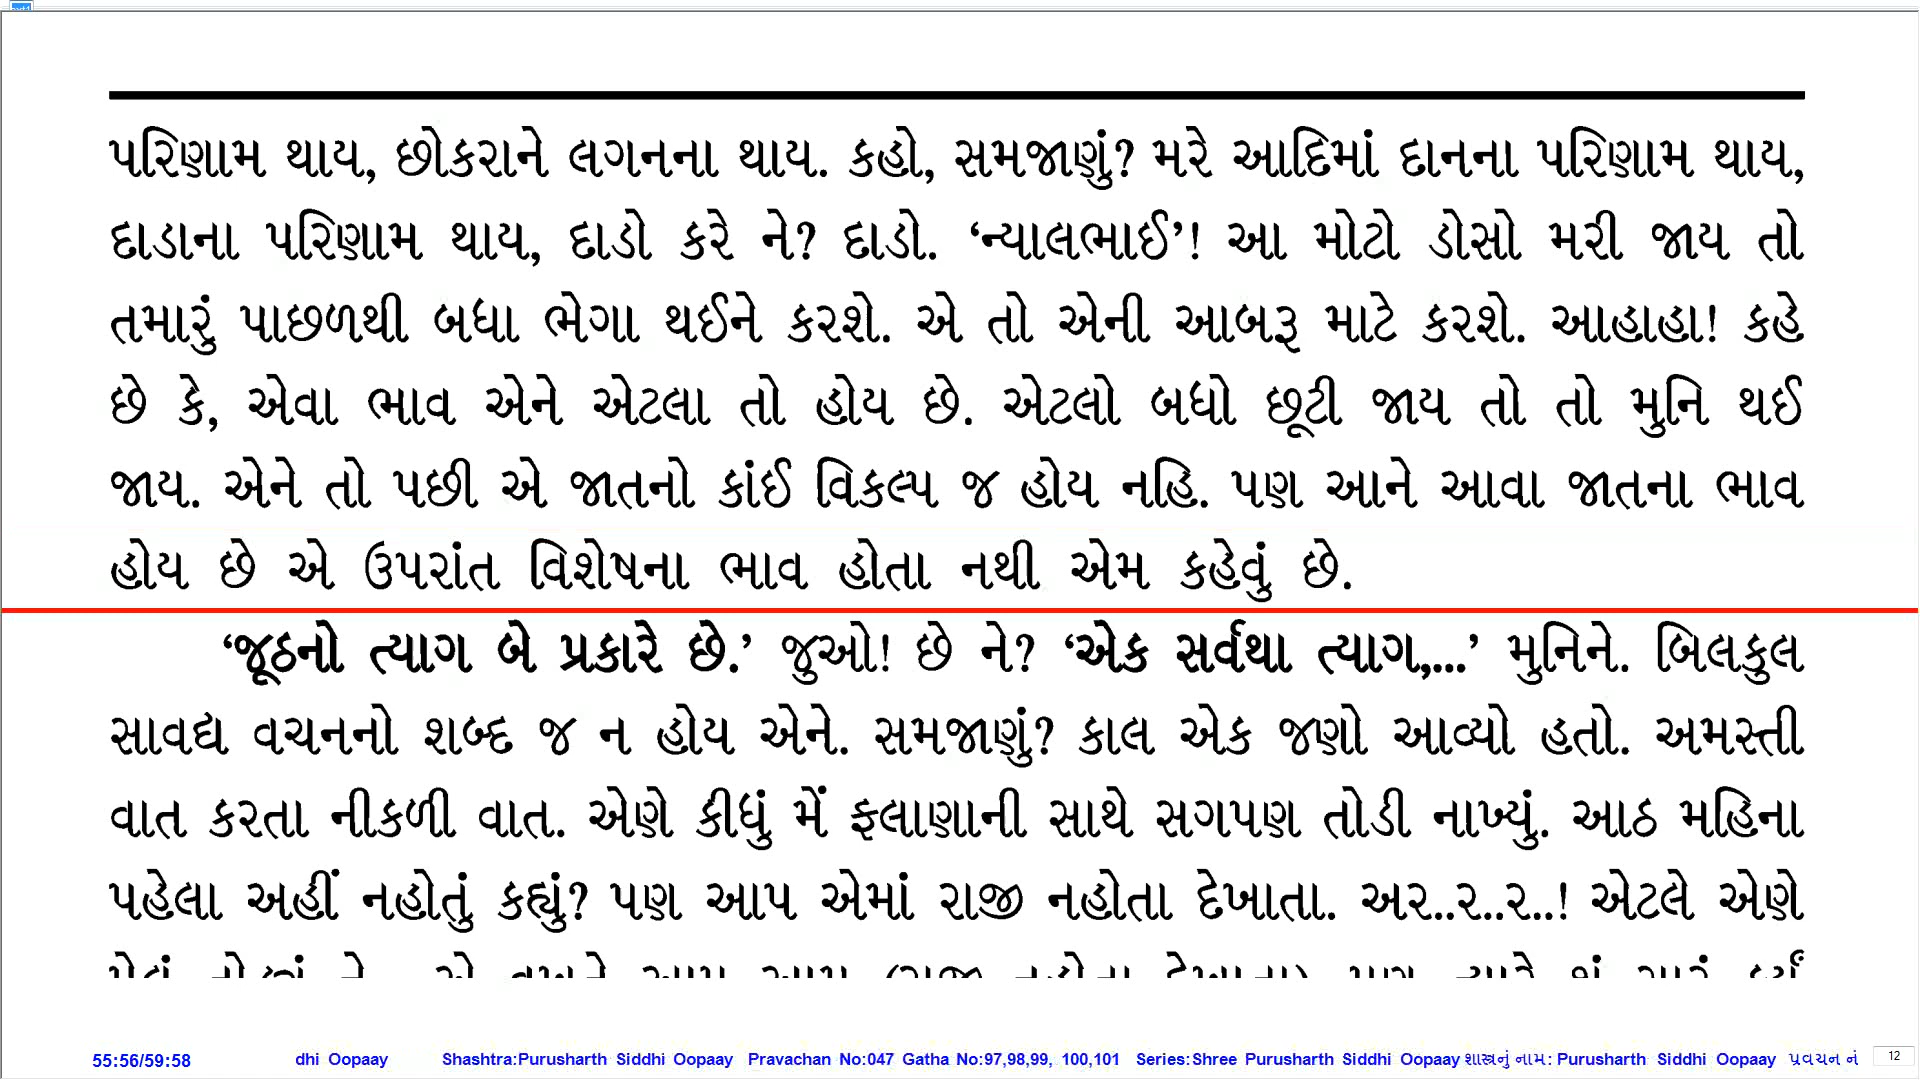 પરિણામ થાય, છોકરાને લગનના થાય. કહો, સમજાણું? મરે આદિમાં દાનના પરિણામ થાય,
દાડાના પરિણામ થાય, દાડો કરે ને? દાડો. ‘ન્યાલભાઈ’! આ મોટો ડોસો મરી જાય તો
તમારું પાછળથી બધા ભેગા થઈને કરશે. એ તો એની આબરૂ માટે કરશે. આહાહા! કહે
છે કે, એવા ભાવ એને એટલા તો હોય છે. એટલો બધો છૂટી જાય તો તો મુનિ થઈ
જાય. એને તો પછી એ જાતનો કાંઈ વિકલ્પ જ હોય નહિ. પણ આને આવા જાતના ભાવ
હોય છે એ ઉપરાંત વિશેષના ભાવ હોતા નથી એમ કહેવું છે.
‘જૂઠનો ત્યાગ બે પ્રકારે છે.’ જુઓ! છે ને? ‘એક સર્વથા ત્યાગ,...’ મુનિને. બિલકુલ
સાવદ્ય વચનનો શબ્દ જ ન હોય એને. સમજાણું? કાલ એક જણો આવ્યો હતો. અમસ્તી
વાત કરતા નીકળી વાત. એણે કીધું મેં ફલાણાની સાથે સગપણ તોડી નાખ્યું. આઠ મહિના
પહેલા અહીં નહોતું કહ્યું? પણ આપ એમાં રાજી નહોતા દેખાતા. અર..ર..ર..! એટલે એણે
55:56/59:58 dhi Oopaay Shashtra:Purusharth Siddhi Oopaay Pravachan No:047 Gatha No:97,98,99, 100,101 Series:Shree Purusharth Siddhi Oopaay શાસ્ત્રનું નામ: Purusharth Siddhi Oopaay પ્રવચન નં 12